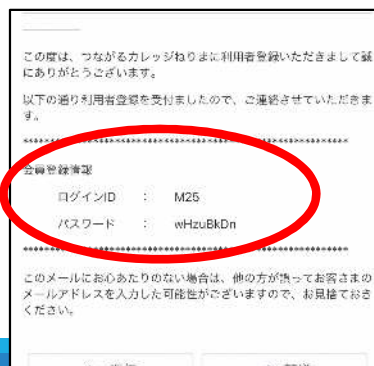 この度は、つながるカレッジねりまに利用者登録いただきまして誠
にありがとうございます。
以下の通り利用者登録を受付ましたので、ご連絡させていただきま
す。
会員登録情報
ログインID : M25
パスワード : wHzuBkDn
このメールにお心あたりのない場合は、他の方が誤ってお客さまの
メールアドレスを入力した可能性がございますので、お見捨ておき
ください。